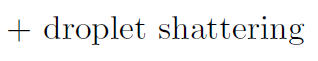 + droplet shattering